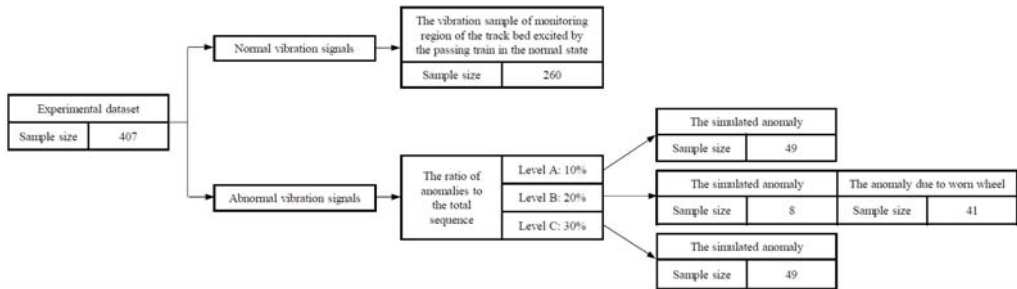 Experimental dataset
Sample size 407
Normal vibration signals
The vibration sample of monitoring
region of the track bed excited by
the passing train in the normal state
Sample size 260
Abnormal vibration signals
The ratio of
anomalies to
the total
sequence
Level A: 10%
Level B: 20%
Level C: 30%
The simulated anomaly
Sample size 49
The simulated anomaly The anomaly due to worn wheel
Sample size 8 Sample size 41
The simulated anomaly
Sample size 49